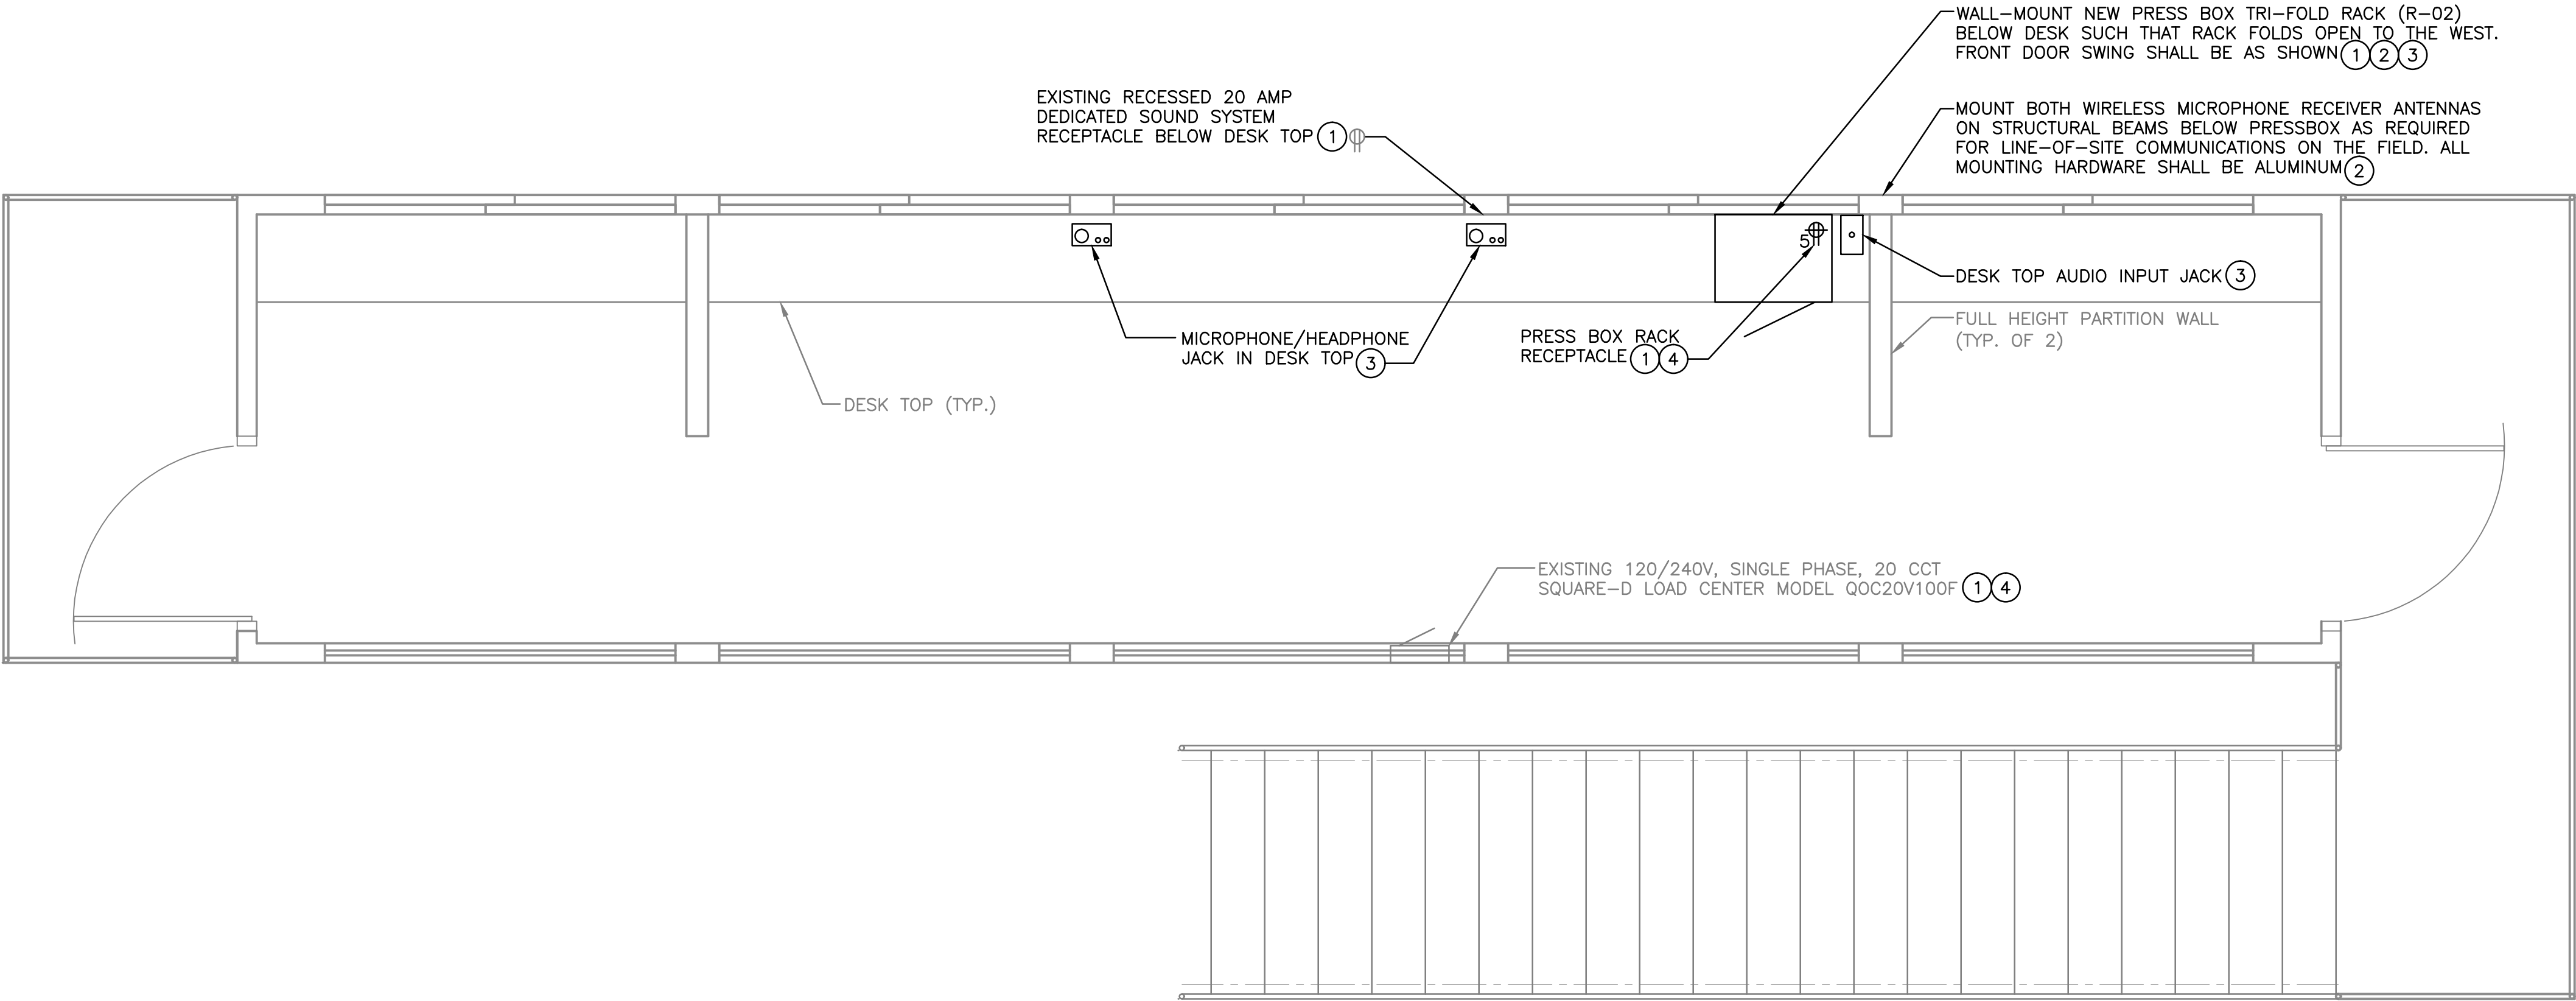 WALL-MOUNT NEW PRESS BOX TRI-FOLD RACK (R-02)
BELOW DESK SUCH THAT RACK FOLDS OPEN TO THE WEST.
FRONT DOOR SWING SHALL BE AS SHOWN 1 2 3
EXISTING RECESSED 20 AMP
DEDICATED SOUND SYSTEM
RECEPTACLE BELOW DESK TOP 1
MOUNT BOTH WIRELESS MICROPHONE RECEIVER ANTENNAS
ON STRUCTURAL BEAMS BELOW PRESSBOX AS REQUIRED
FOR LINE-OF-SITE COMMUNICATIONS ON THE FIELD. ALL
MOUNTING HARDWARE SHALL BE ALUMINUM 2
5
DESK TOP AUDIO INPUT JACK 3
MICROPHONE/HEADPHONE
JACK IN DESK TOP 3
PRESS BOX RACK
RECEPTACLE 1 4
FULL HEIGHT PARTITION WALL
(TYP. OF 2)
DESK TOP (TYP.)
EXISTING 120/240V, SINGLE PHASE, 20 CCT
SQUARE-D LOAD CENTER MODEL QOC20V100F 1 4